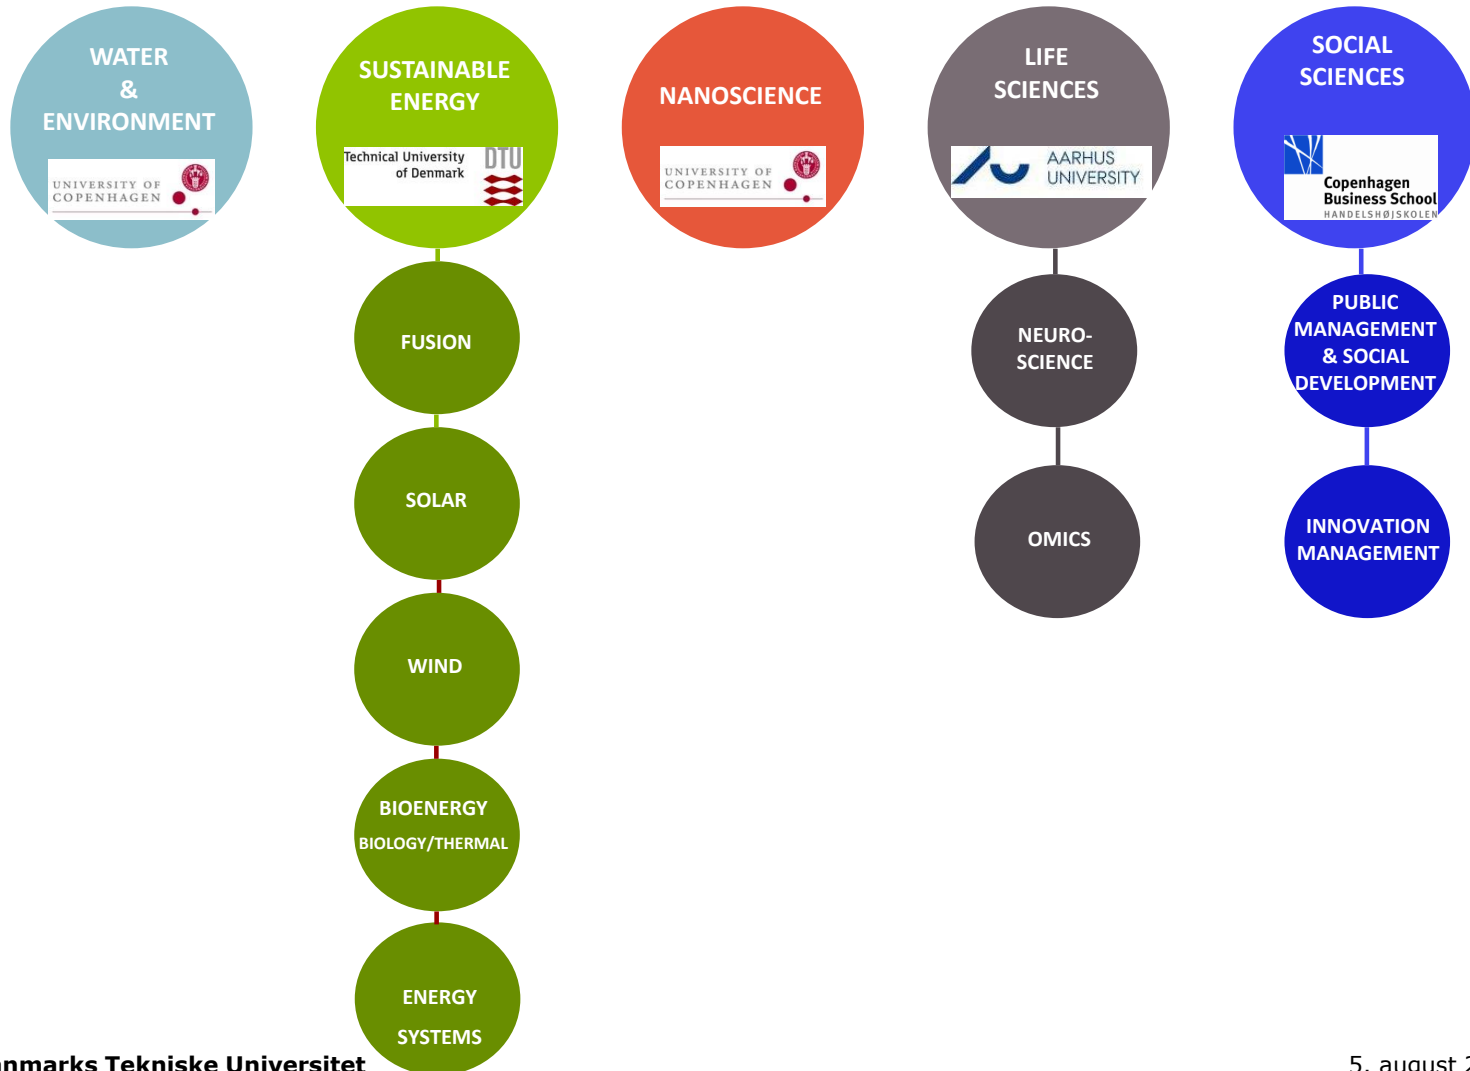 WATER
&
ENVIRONMENT
UNIVERSITY OF
COPENHAGEN
SUSTAINABLE
ENERGY
Technical University
of Denmark
DTU
FUSION
SOLAR
WIND
BIOENERGY
BIOLOGY/THERMAL
ENERGY
SYSTEMS
NANOSCIENCE
UNIVERSITY OF
COPENHAGEN
LIFE
SCIENCES
AARHUS
UNIVERSITY
NEURO-
SCIENCE
OMICS
SOCIAL
SCIENCES
Copenhagen
Business School
HANDELSHØJSKOLEN
PUBLIC
MANAGEMENT
& SOCIAL
DEVELOPMENT
INNOVATION
MANAGEMENT
anmarks Tekniske Universitet
5. august 2